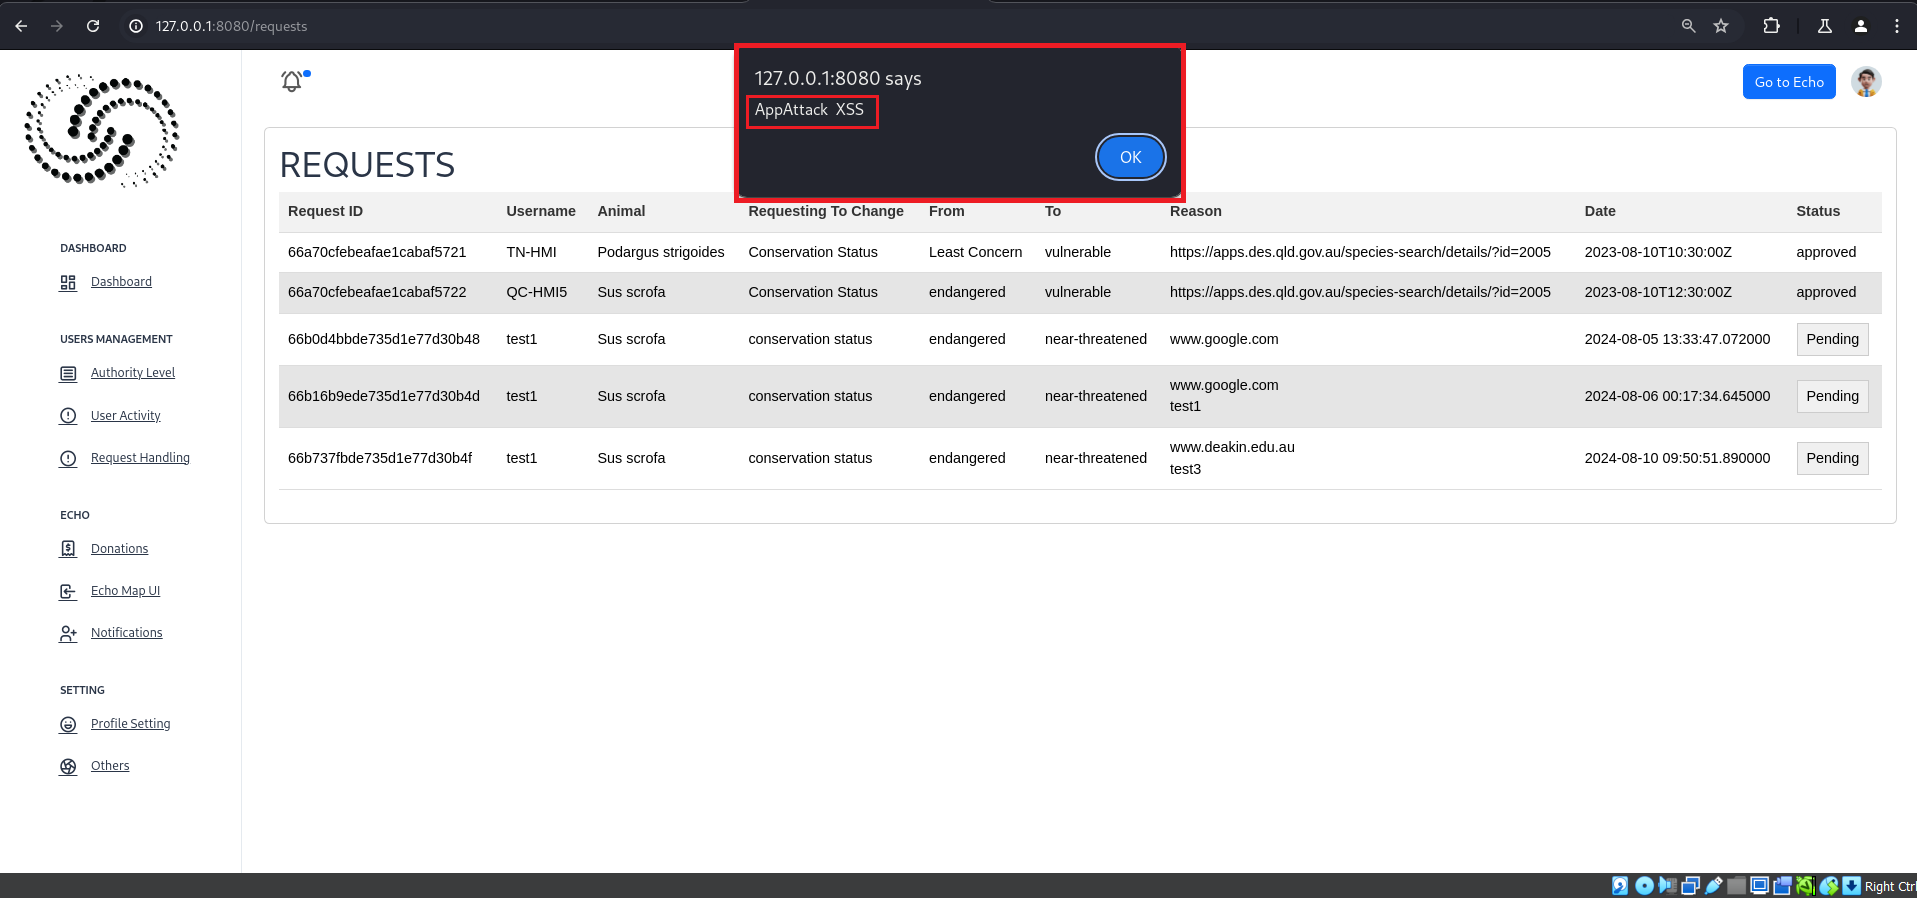 127.0.0.1:8080/requests
127.0.0.1:8080 says
AppAttack XSS
OK
Go to Echo
REQUESTS
Request ID Username Animal Requesting To Change From To Reason Date Status
66a70cfebeafae1cabaf5721 TN-HMI Podargus strigoides Conservation Status Least Concern vulnerable https://apps.des.qld.gov.au/species-search/details/?id=2005 2023-08-10T10:30:00Z approved
66a70cfebeafae1cabaf5722 QC-HMI5 Sus scrofa Conservation Status endangered vulnerable https://apps.des.qld.gov.au/species-search/details/?id=2005 2023-08-10T12:30:00Z approved
66b0d4bbde735d1e77d30b48 test1 Sus scrofa conservation status endangered near-threatened www.google.com 2024-08-05 13:33:47.072000 Pending
66b16b9ede735d1e77d30b4d test1 Sus scrofa conservation status endangered near-threatened www.google.com 2024-08-06 00:17:34.645000 Pending
test1
66b737fbde735d1e77d30b4f test1 Sus scrofa conservation status endangered near-threatened www.deakin.edu.au 2024-08-10 09:50:51.890000 Pending
test3
DASHBOARD
Dashboard
USERS MANAGEMENT
Authority Level
User Activity
Request Handling
ECHO
Donations
Echo Map UI
Notifications
SETTING
Profile Setting
Others
Right Ctrl